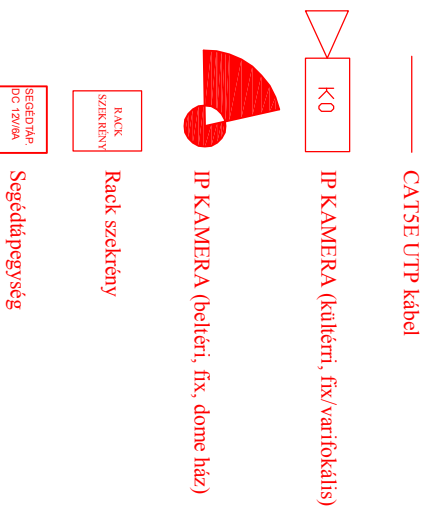 CAT5E UTP kábel
K0
IP KAMERA (kültérri, fix/varifokális)
IP KAMERA (beltéri, fix, dome ház)
RACK
SZEKRÉNY
Rack szekrény
SEGÉDTÁP.
DC 12V/6A
Segédtápegység